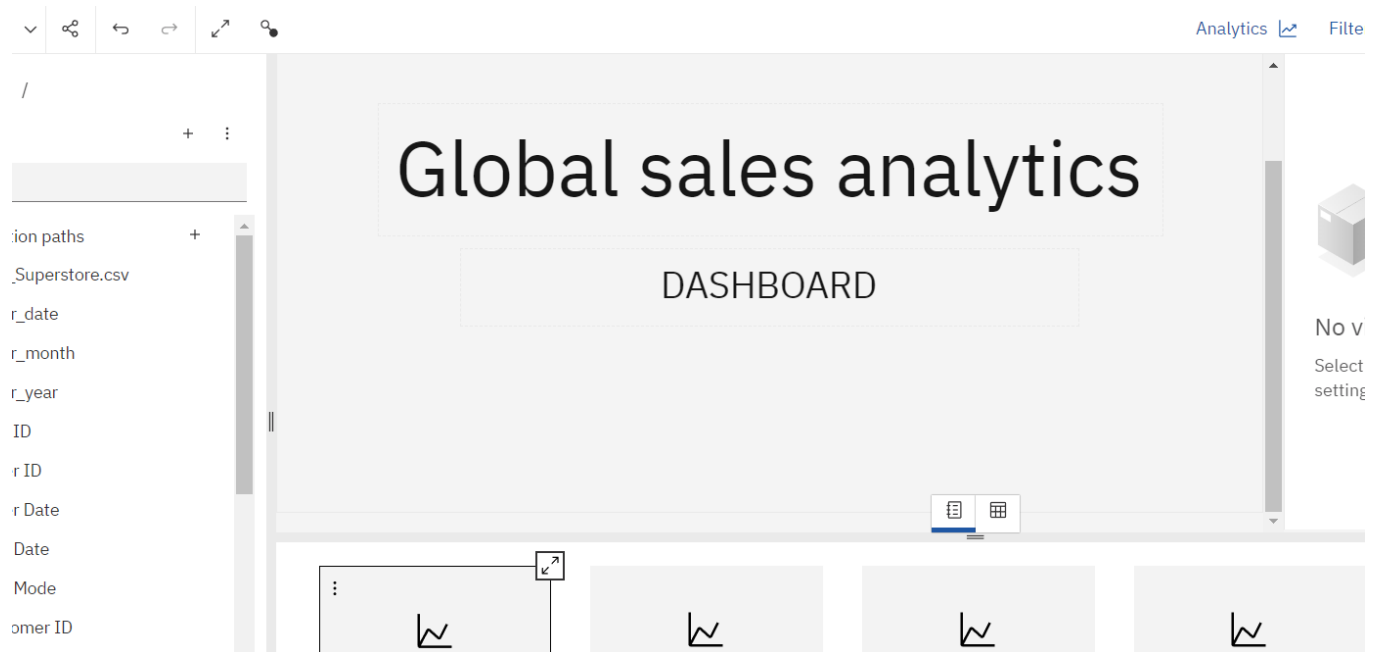 Analytics
Filte
/
Global sales analytics
DASHBOARD
ion paths
_Superstore.csv
r_date
r_month
r_year
ID
r ID
r Date
Date
Mode
omer ID
No v
Select
setting